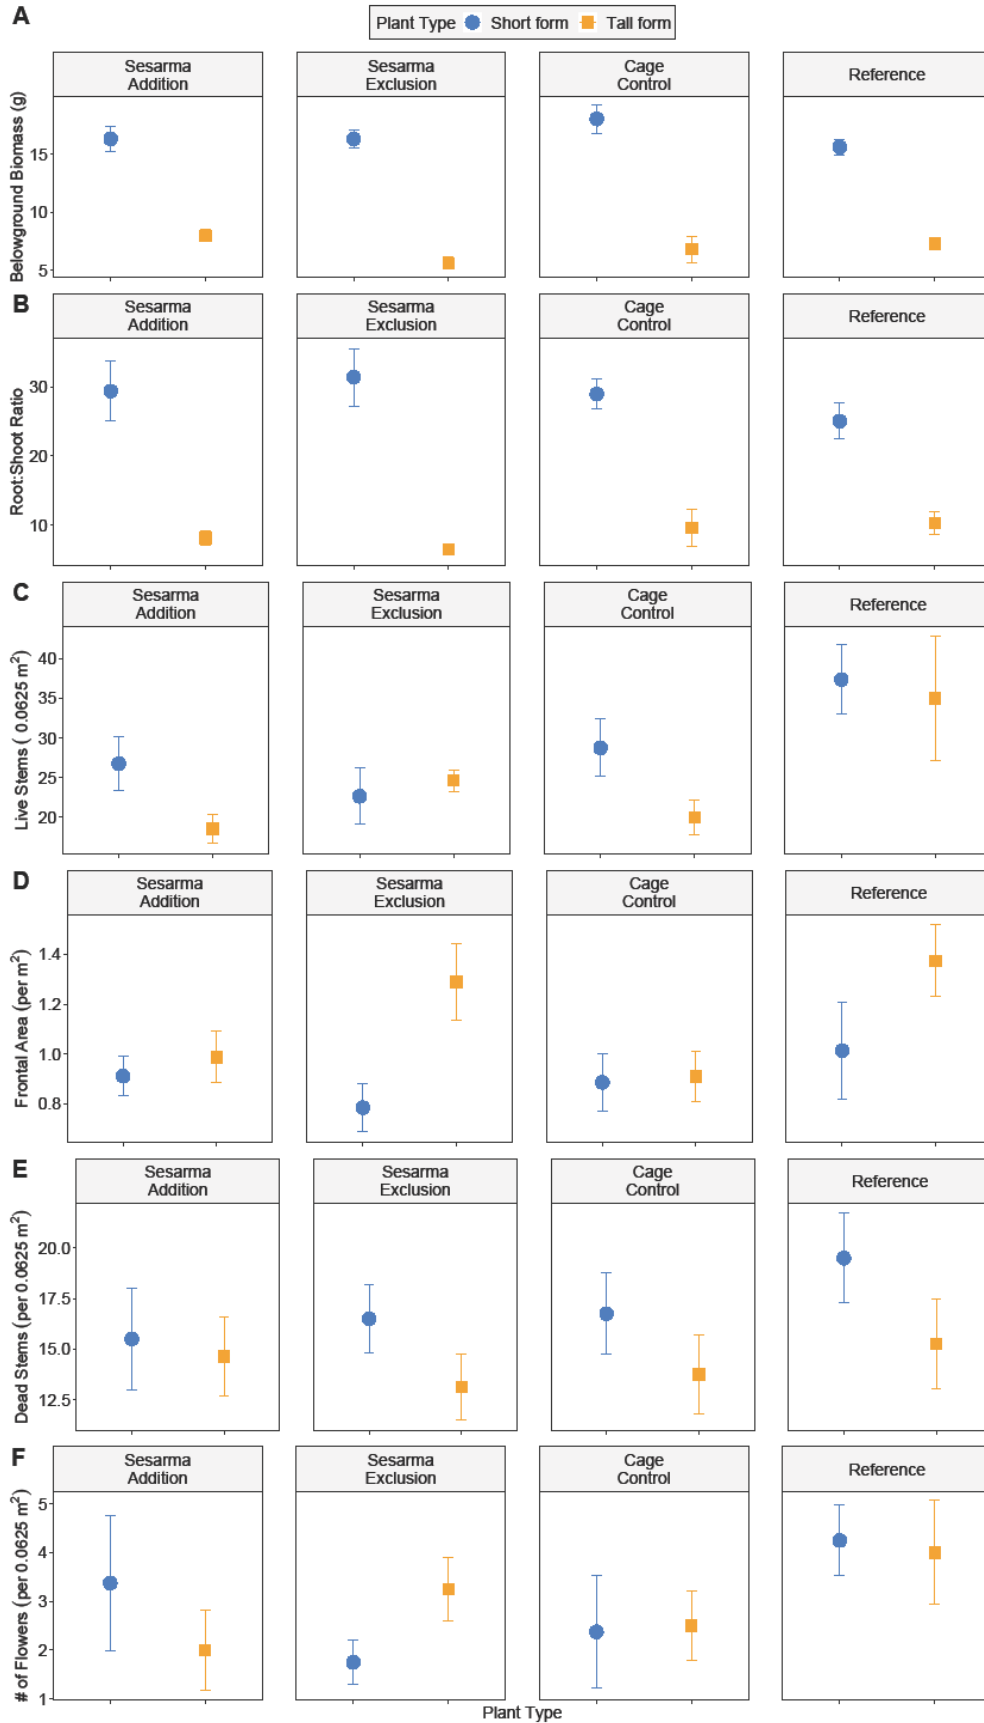 A
Plant Type Short form Tall form
Sesarma Addition
Sesarma Exclusion
Cage Control
Reference
Belowground Biomass (g)
15
10
5
B
Sesarma Addition
Sesarma Exclusion
Cage Control
Reference
Root:Shoot Ratio
30
20
10
C
Sesarma Addition
Sesarma Exclusion
Cage Control
Reference
Live Stems ( 0.0625 m²)
40
35
30
25
20
D
Sesarma Addition
Sesarma Exclusion
Cage Control
Reference
Frontal Area (per m²)
1.4
1.2
1.0
0.8
E
Sesarma Addition
Sesarma Exclusion
Cage Control
Reference
Dead Stems (per 0.0625 m²)
20.0
17.5
15.0
12.5
F
Sesarma Addition
Sesarma Exclusion
Cage Control
Reference
# of Flowers (per 0.0625 m²)
5
4
3
2
1
Plant Type